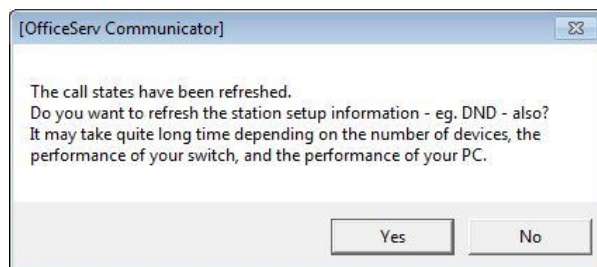 [OfficeServ Communicator]
The call states have been refreshed.
Do you want to refresh the station setup information - eg. DND - also?
It may take quite long time depending on the number of devices, the
performance of your switch, and the performance of your PC.
Yes
No